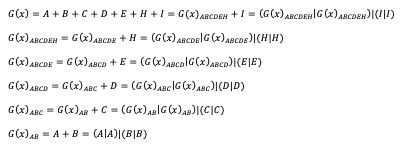 G(x) = A + B + C + D + E + H + I = G(x)_{ABCDEH} + I = (G(x)_{ABCDEH}|G(x)_{ABCDEH})|(I|I)
G(x)_{ABCDEH} = G(x)_{ABCDE} + H = (G(x)_{ABCDE}|G(x)_{ABCDE})|(H|H)
G(x)_{ABCDE} = G(x)_{ABCD} + E = (G(x)_{ABCD}|G(x)_{ABCD})|(E|E)
G(x)_{ABCD} = G(x)_{ABC} + D = (G(x)_{ABC}|G(x)_{ABC})|(D|D)
G(x)_{ABC} = G(x)_{AB} + C = (G(x)_{AB}|G(x)_{AB})|(C|C)
G(x)_{AB} = A + B = (A|A)|(B|B)